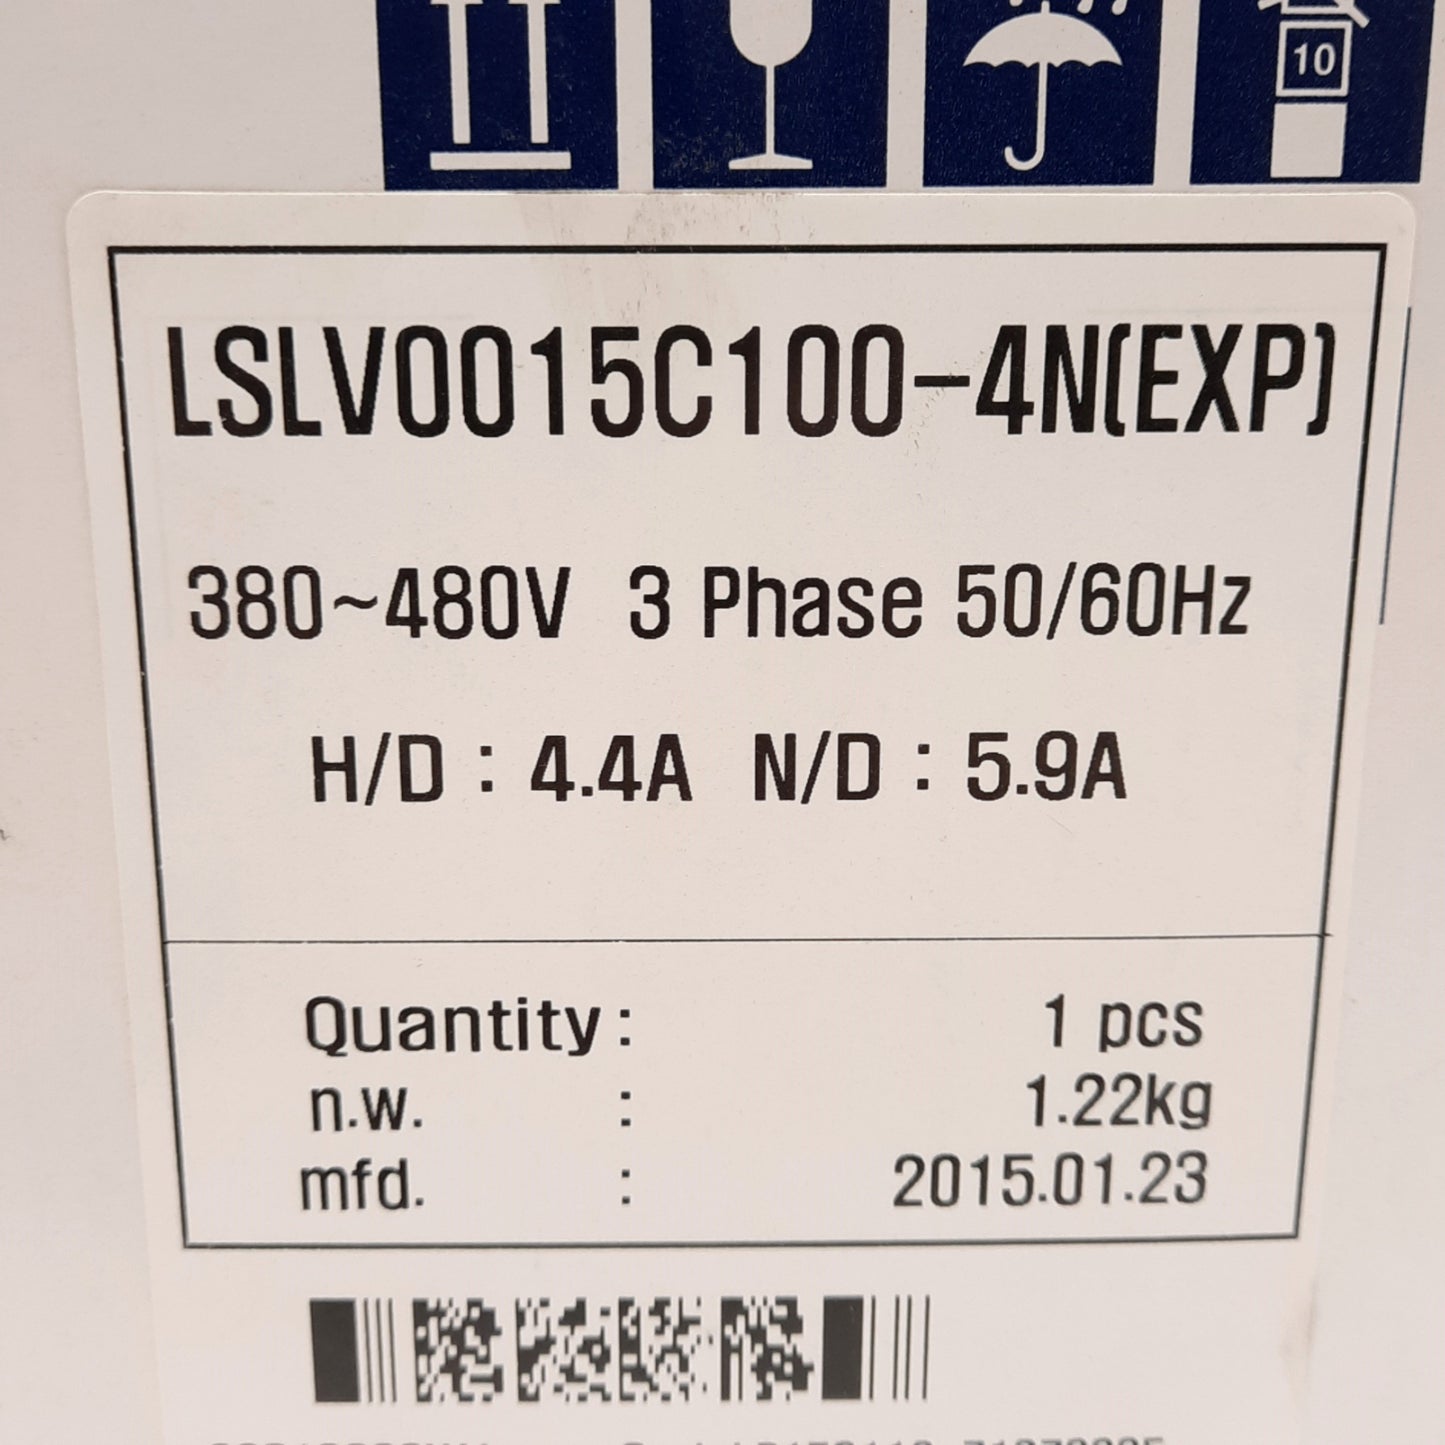 10
LSLV0015C100-4N(EXP)
380~480V 3 Phase 50/60Hz
H/D : 4.4A N/D : 5.9A
Quantity : 1 pcs
n.w. : 1.22kg
mfd. : 2015.01.23